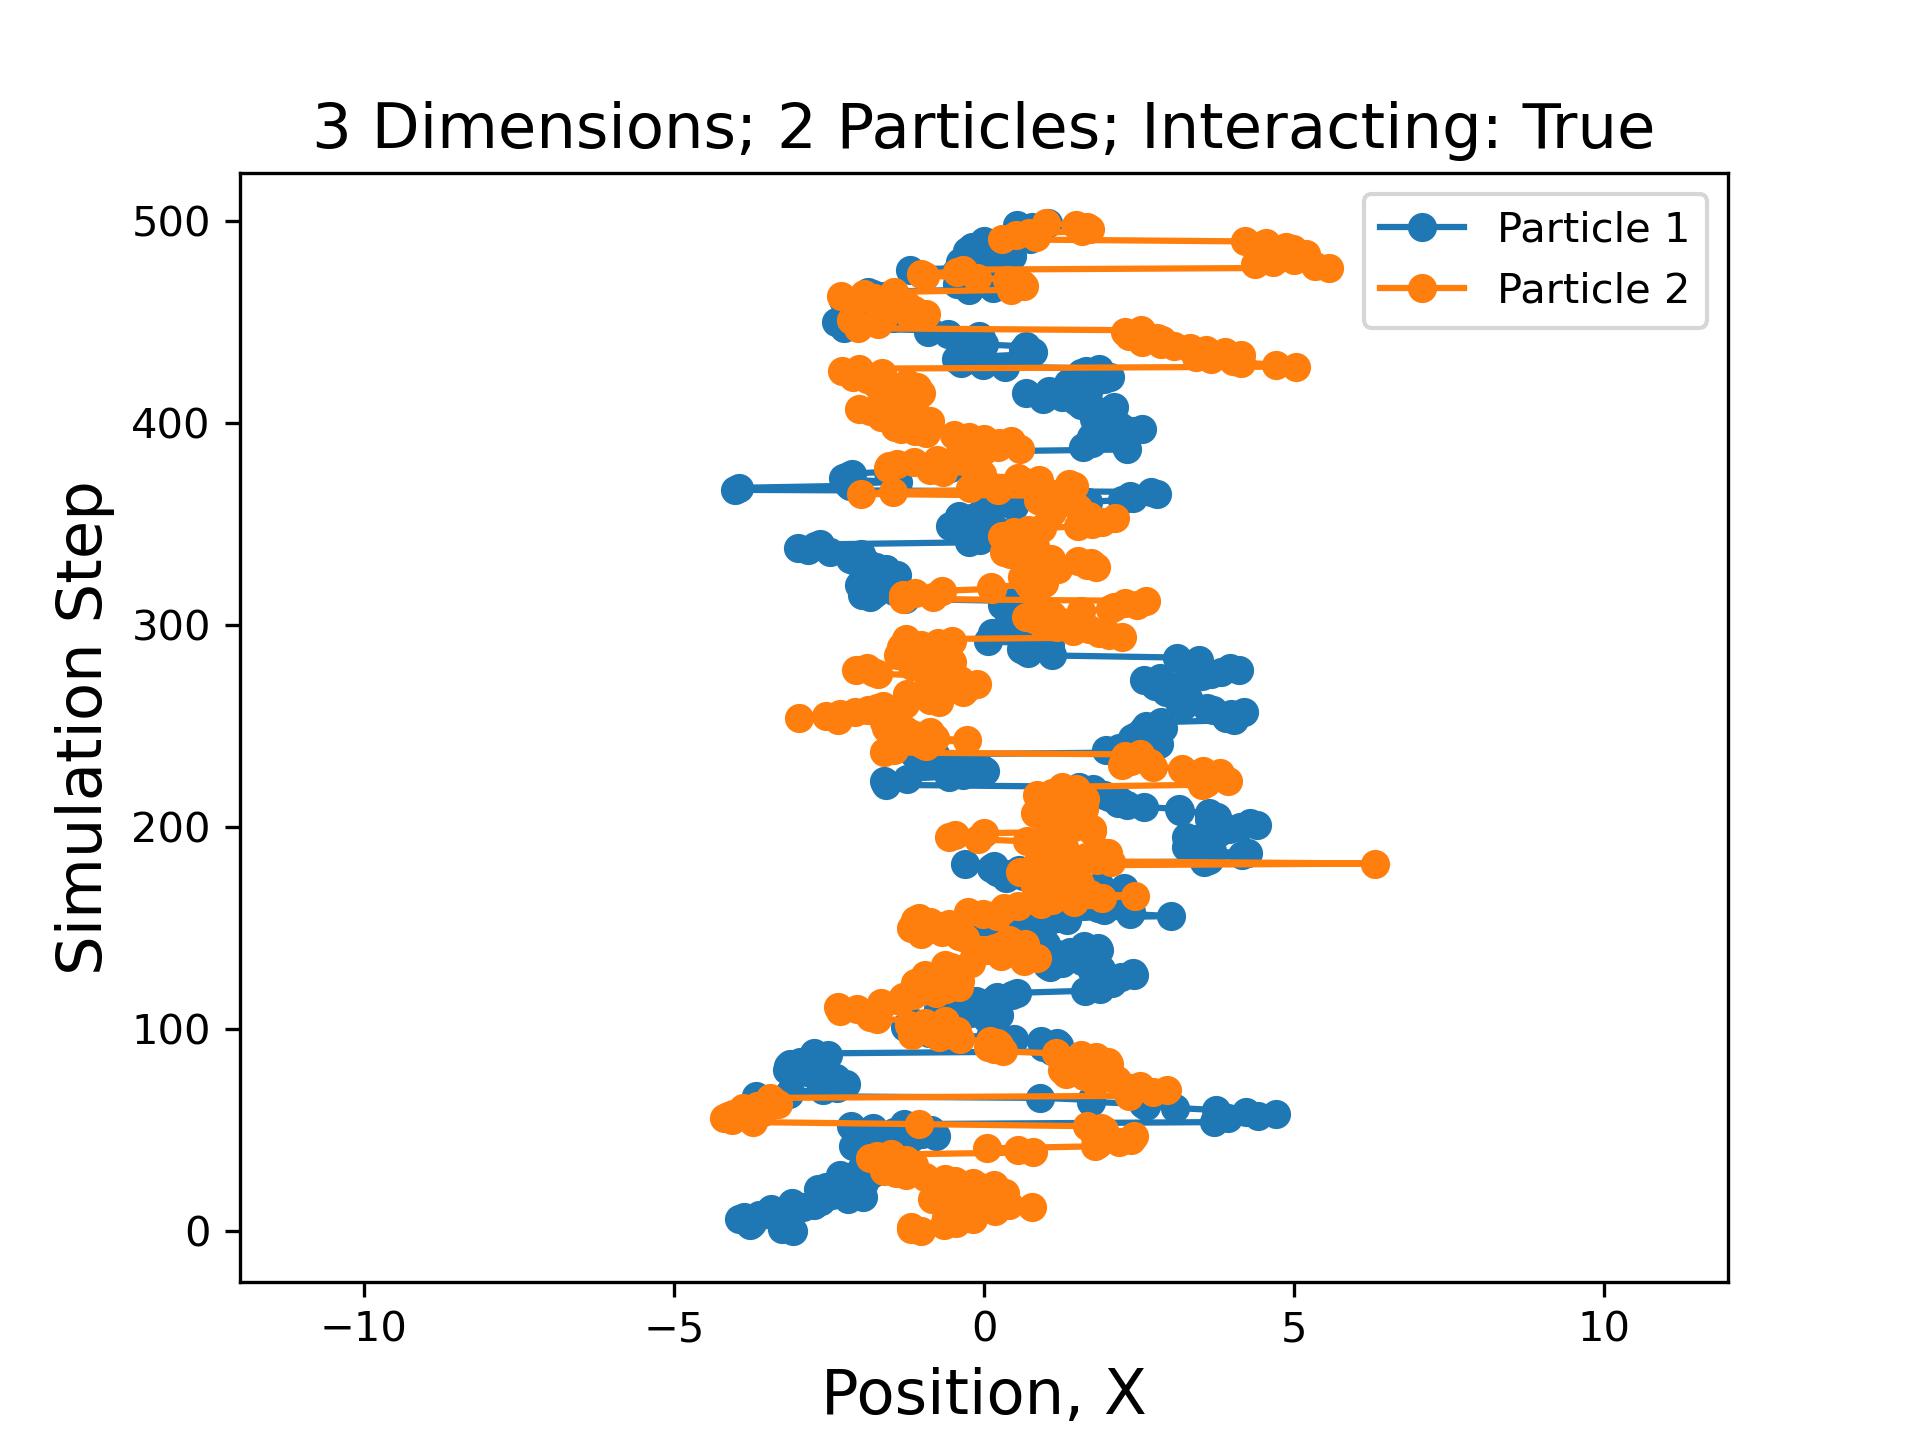 3 Dimensions; 2 Particles; Interacting: True
Particle 1
Particle 2
Simulation Step
500
400
300
200
100
0
−10
−5
0
5
10
Position, X